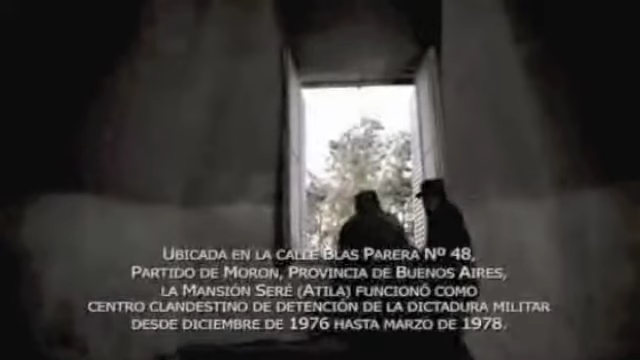 UBICADA EN LA CALLE BLAS PARERA Nº 48,
PARTIDO DE MORON, PROVINCIA DE BUENOS AIRES,
LA MANSIÓN SERÉ (ATILA) FUNCIONÓ COMO
CENTRO CLANDESTINO DE DETENCIÓN DE LA DICTADURA MILITAR
DESDE DICIEMBRE DE 1976 HASTA MARZO DE 1978.